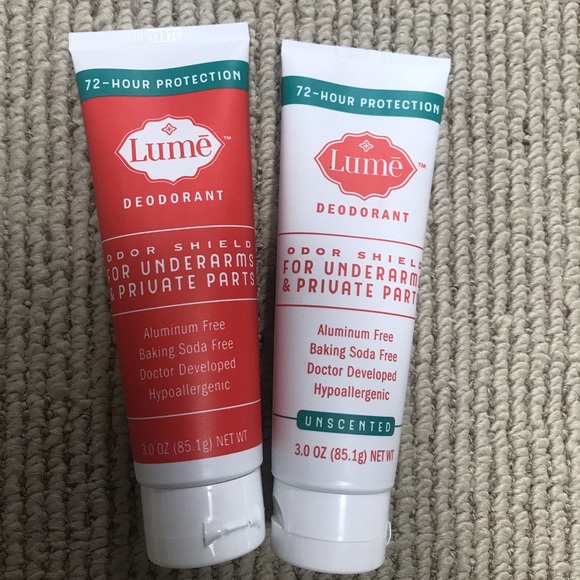 72-HOUR PROTECTION
Lumē™
DEODORANT
ODOR SHIELD
FOR UNDERARMS
& PRIVATE PARTS
Aluminum Free
Baking Soda Free
Doctor Developed
Hypoallergenic
3.0 OZ (85.1g) NET WT
72-HOUR PROTECTION
Lumē™
DEODORANT
ODOR SHIELD
FOR UNDERARMS
& PRIVATE PARTS
Aluminum Free
Baking Soda Free
Doctor Developed
Hypoallergenic
UNSCENTED
3.0 OZ (85.1g) NET WT